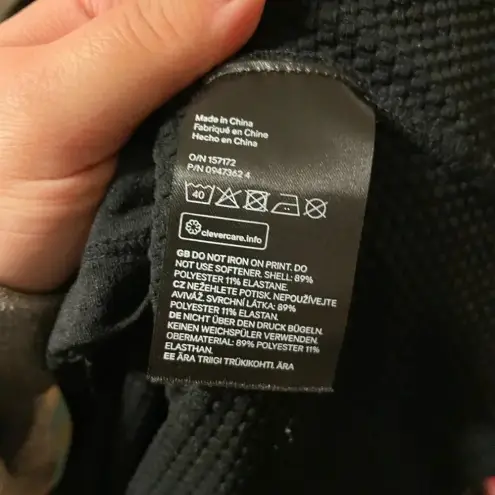 Made in China
Fabriqué en Chine
Hecho en China
O/N 157172
P/N 0947362 4
40
clevercare.info
GB DO NOT IRON ON PRINT. DO
NOT USE SOFTENER. SHELL: 89%
POLYESTER 11% ELASTANE.
CZ NEŽEHLETE POTISK. NEPOUŽÍVEJTE
AVIVÁŽ. SVRCHNÍ LÁTKA: 89%
POLYESTER 11% ELASTAN.
DE NICHT ÜBER DEN DRUCK BÜGELN.
KEINEN WEICHSPÜLER VERWENDEN.
OBERMATERIAL: 89% POLYESTER 11%
ELASTHAN.
EE ÄRA TRIIGI TRÜKIKOHTI. ÄRA